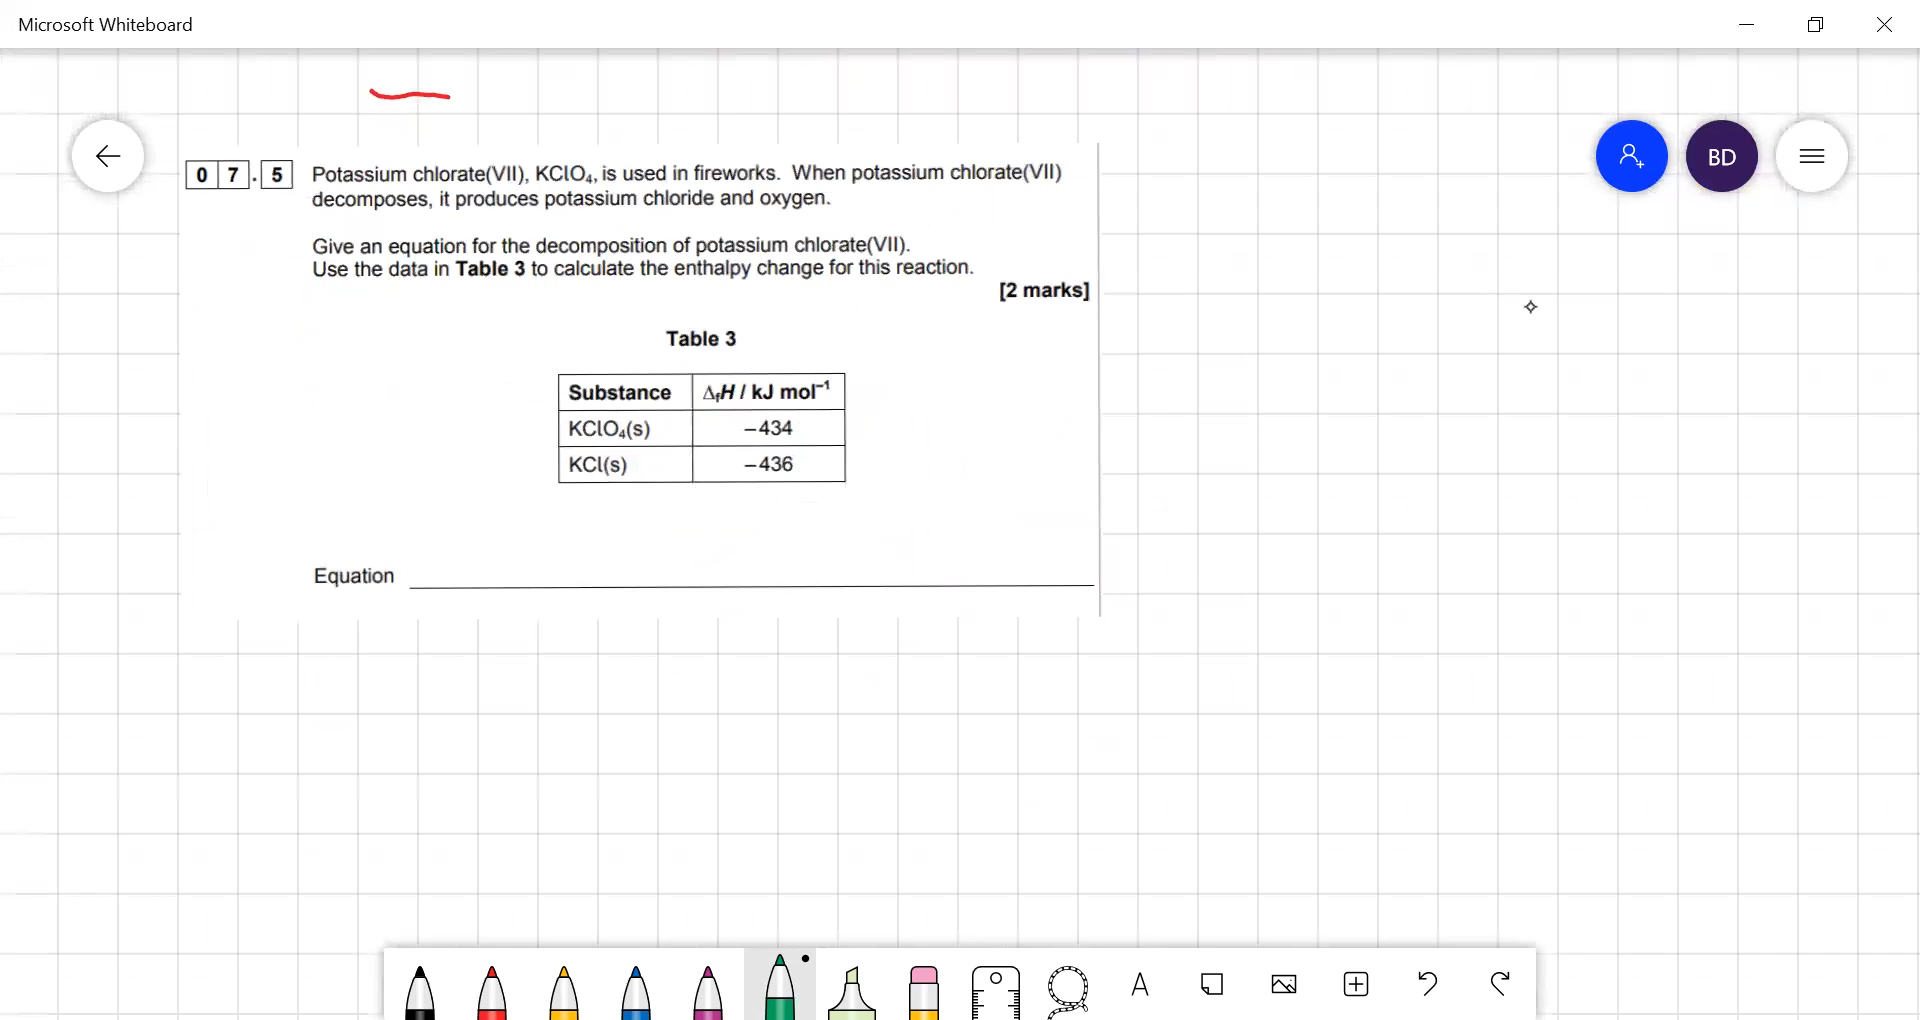 Microsoft Whiteboard
BD
0 7 . 5 Potassium chlorate(VII), KClO₄, is used in fireworks. When potassium chlorate(VII)
decomposes, it produces potassium chloride and oxygen.
Give an equation for the decomposition of potassium chlorate(VII).
Use the data in Table 3 to calculate the enthalpy change for this reaction.
[2 marks]
Table 3
Substance ΔfH / kJ mol⁻¹
KClO₄(s) −434
KCl(s) −436
Equation
A